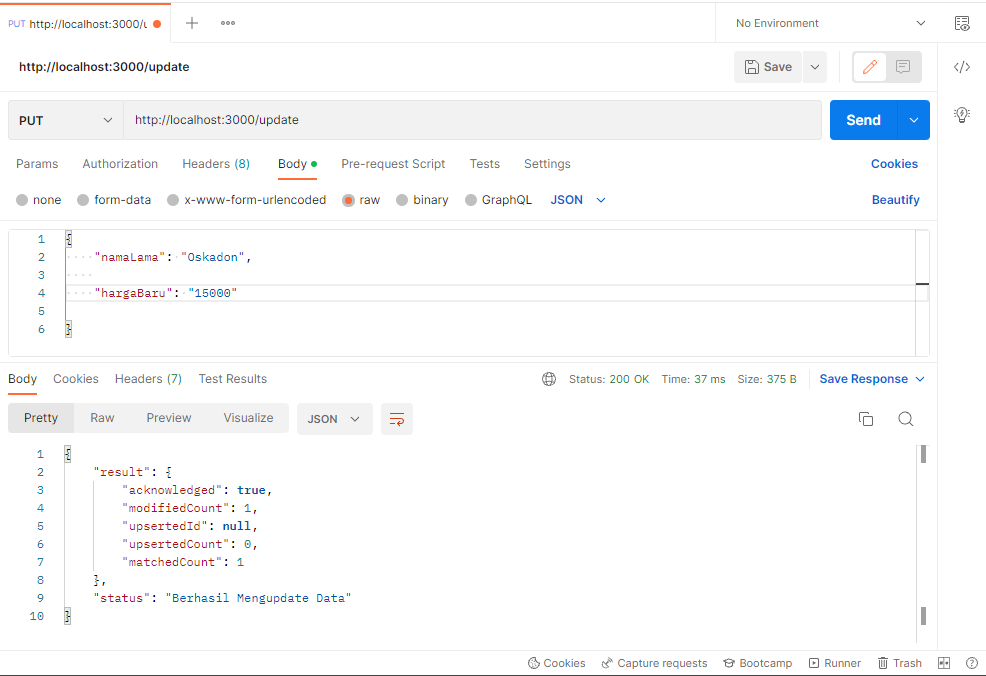 PUT http://localhost:3000/u
No Environment
http://localhost:3000/update
Save
PUT http://localhost:3000/update Send
Params Authorization Headers (8) Body Pre-request Script Tests Settings Cookies
none form-data x-www-form-urlencoded raw binary GraphQL JSON Beautify
1 {
2 "namaLama": "Oskadon",
3
4 "hargaBaru": "15000"
5
6 }
Body Cookies Headers (7) Test Results Status: 200 OK Time: 37 ms Size: 375 B Save Response
Pretty Raw Preview Visualize JSON
1 {
2 "result": {
3 "acknowledged": true,
4 "modifiedCount": 1,
5 "upsertedId": null,
6 "upsertedCount": 0,
7 "matchedCount": 1
8 },
9 "status": "Berhasil Mengupdate Data"
10 }
Cookies Capture requests Bootcamp Runner Trash